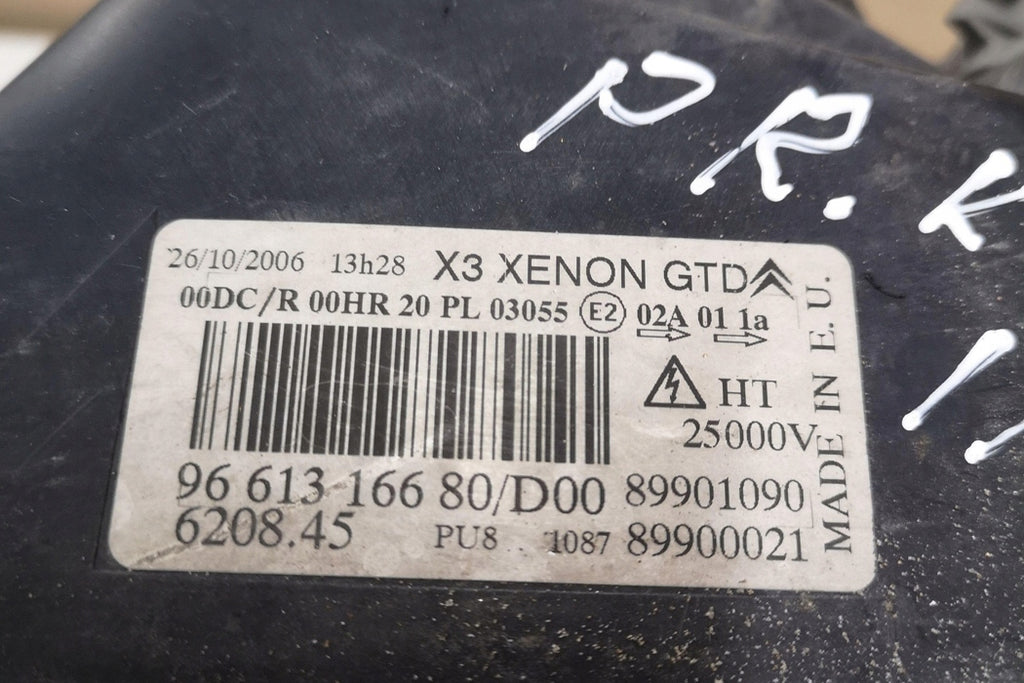 P R. K
26/10/2006 13h28 X3 XENON GTD
00DC/R 00HR 20 PL 03055 E2 02A 01 1a
HT
25000V
96 613 166 80/D00 89901090
6208.45 PU8 1087 89900021
MADE IN E.U.